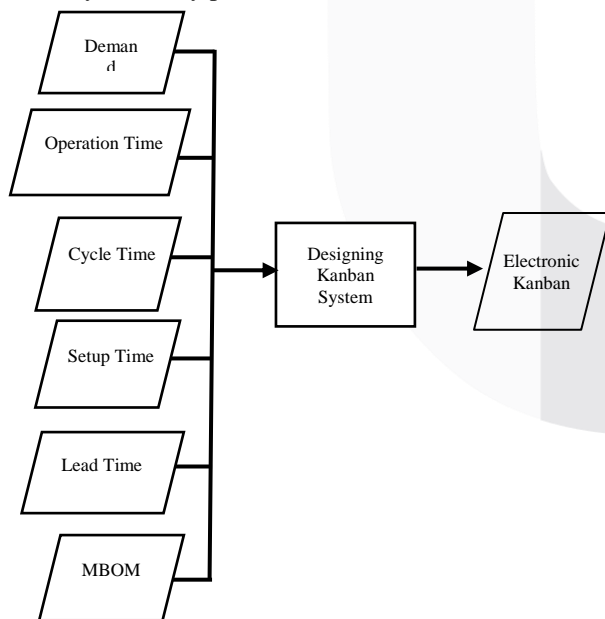 Deman
d
Operation Time
Cycle Time
Setup Time
Lead Time
MBOM
Designing
Kanban
System
Electronic
Kanban